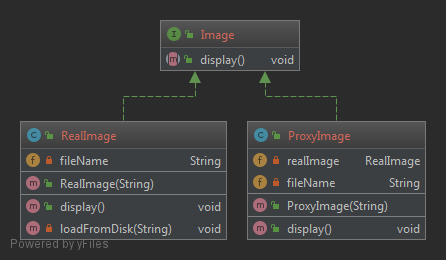 Image
display() void
RealImage
fileName String
RealImage(String)
display() void
loadFromDisk(String) void
ProxyImage
realImage RealImage
fileName String
ProxyImage(String)
display() void
Powered by yFiles